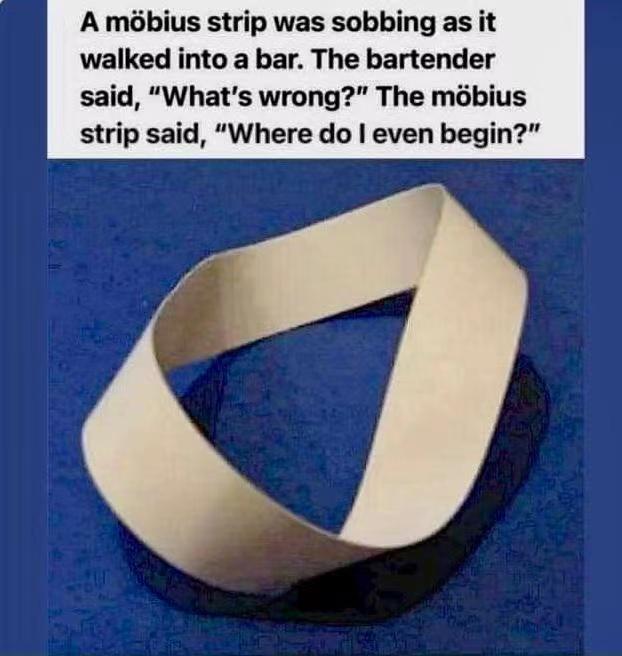 A möbius strip was sobbing as it
walked into a bar. The bartender
said, “What’s wrong?” The möbius
strip said, “Where do I even begin?”